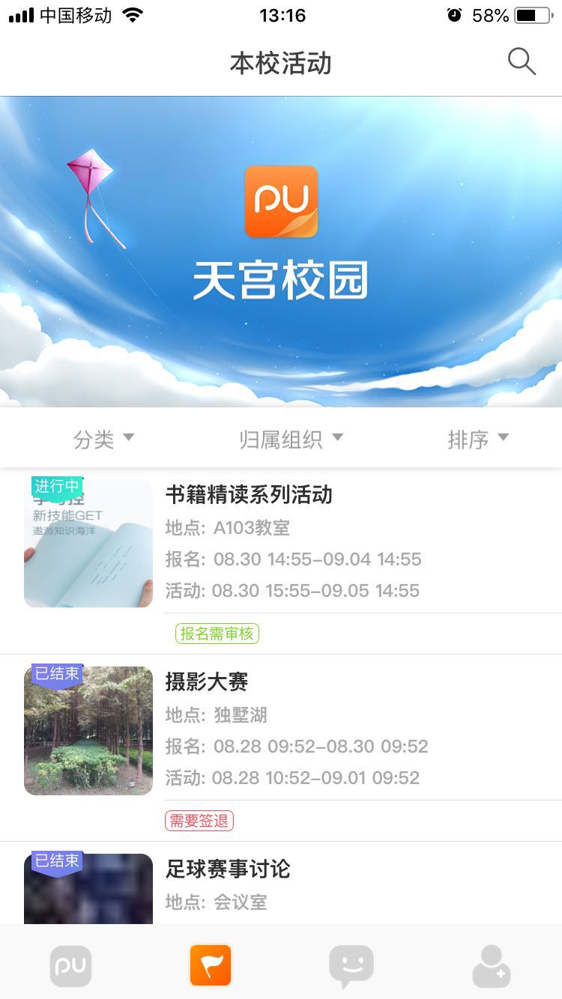 中国移动
13:16
58%
本校活动
PU
天宫校园
分类
归属组织
排序
进行中
新技能GET
遨游知识海洋
书籍精读系列活动
地点: A103教室
报名: 08.30 14:55-09.04 14:55
活动: 08.30 15:55-09.05 14:55
报名需审核
已结束
摄影大赛
地点: 独墅湖
报名: 08.28 09:52-08.30 09:52
活动: 08.28 10:52-09.01 09:52
需要签退
已结束
足球赛事讨论
地点: 会议室
PU